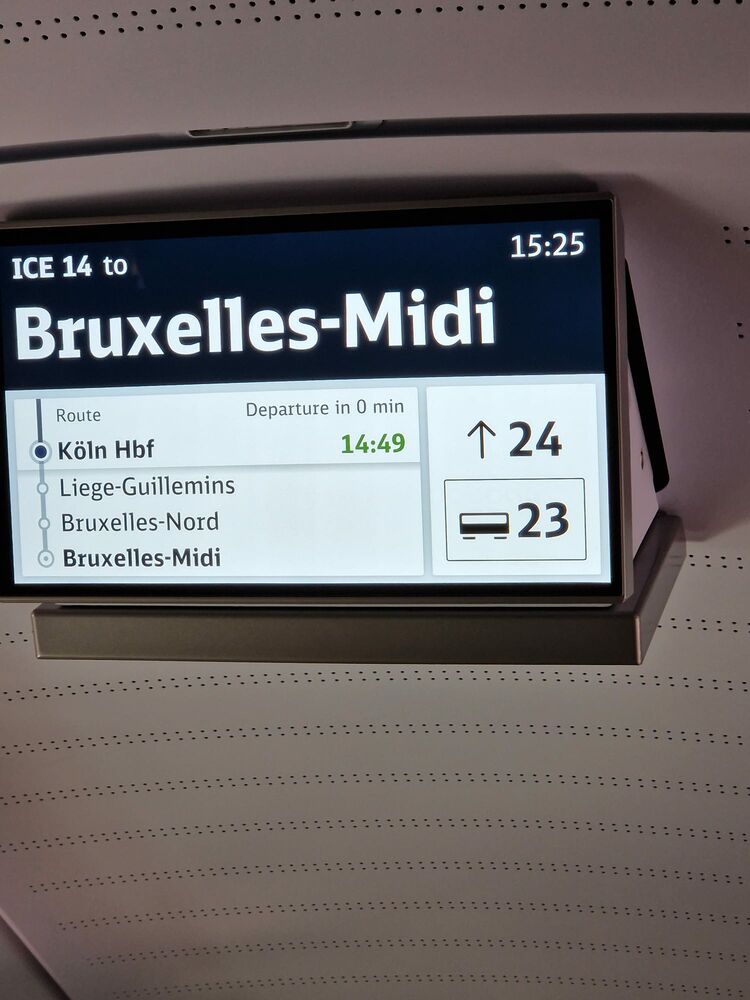 ICE 14 to
15:25
Bruxelles-Midi
Route
Departure in 0 min
Köln Hbf
14:49
Liege-Guillemins
Bruxelles-Nord
Bruxelles-Midi
↑ 24
23